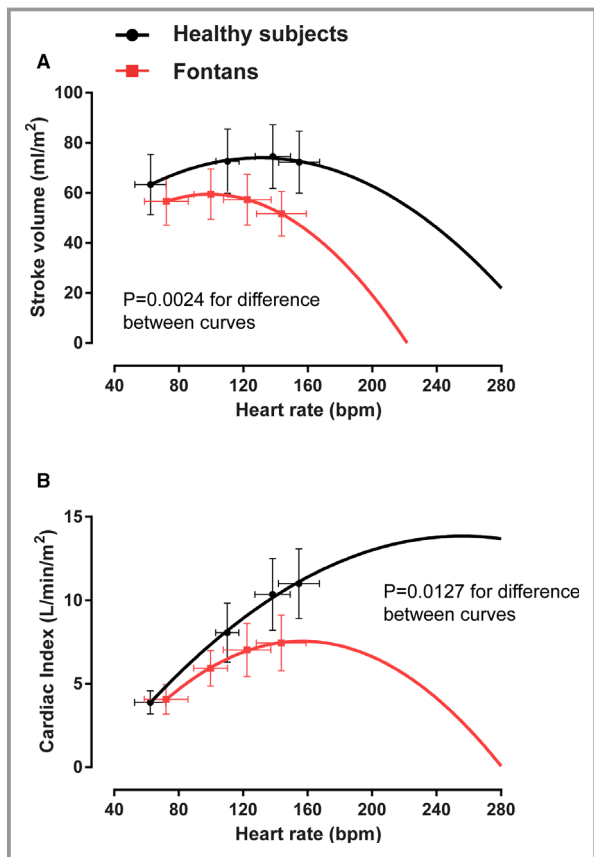 Healthy subjects
A
Fontans
100
80
60
40
20
0
Stroke volume (ml/m²)
P=0.0024 for difference
between curves
40 80 120 160 200 240 280
Heart rate (bpm)
B
15
10
5
0
Cardiac Index (L/min/m²)
P=0.0127 for difference
between curves
40 80 120 160 200 240 280
Heart rate (bpm)